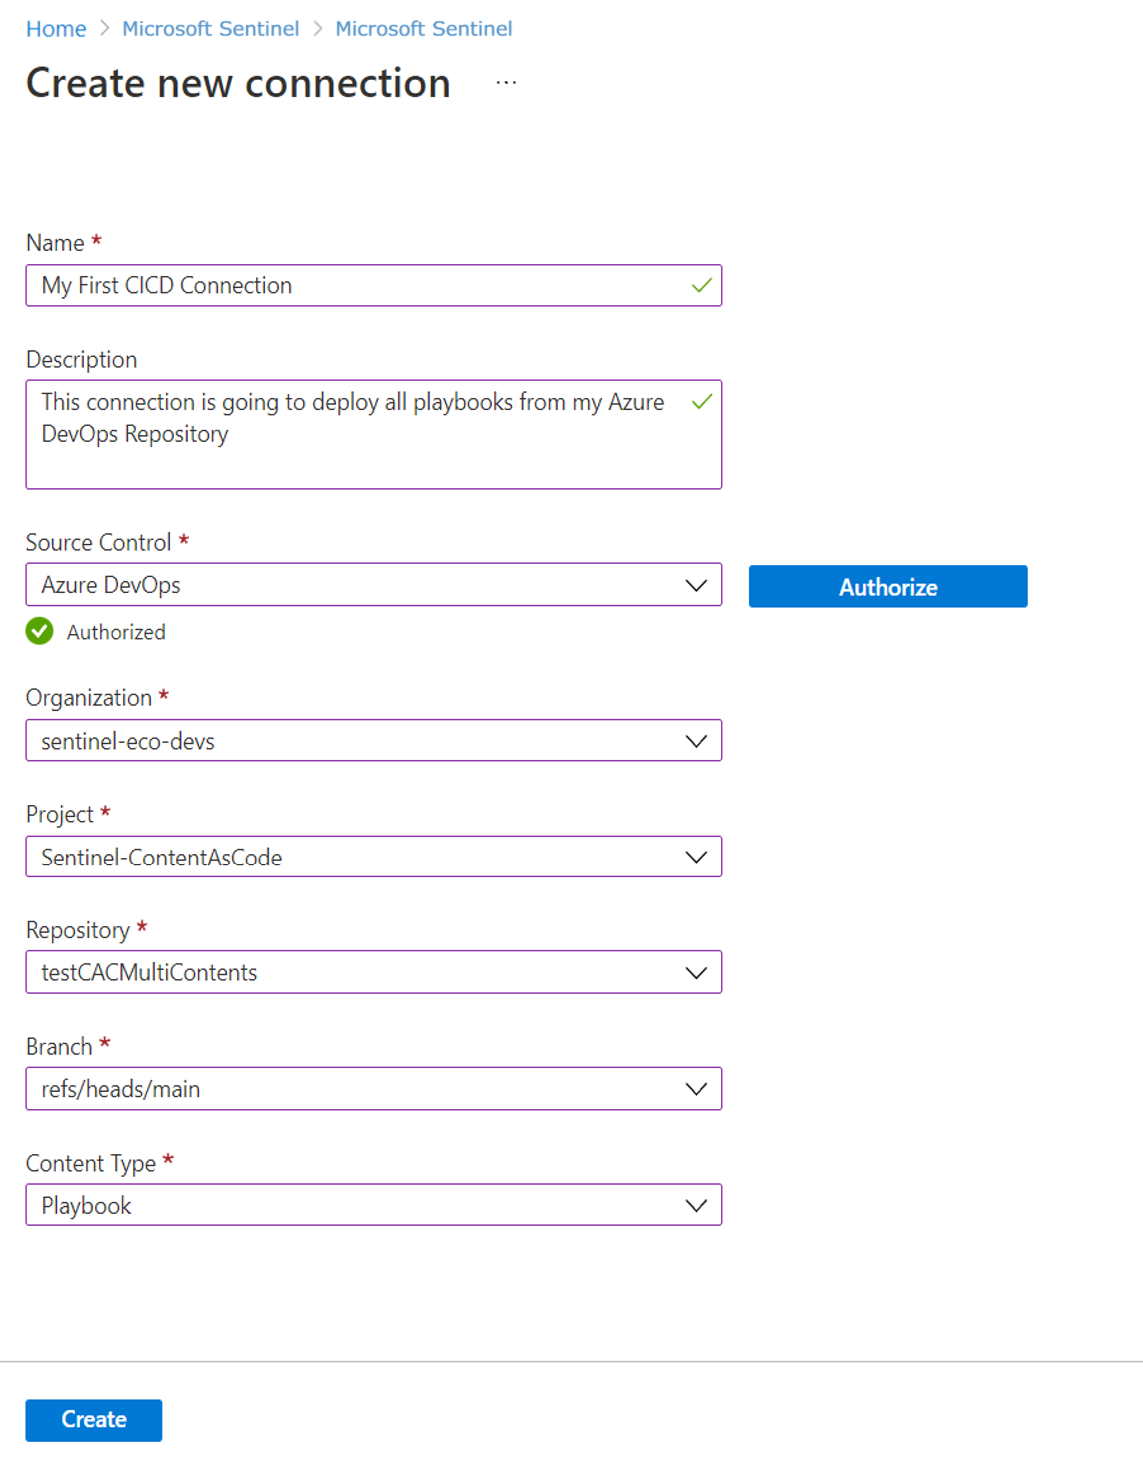 Home > Microsoft Sentinel > Microsoft Sentinel
Create new connection ...
Name *
My First CICD Connection
Description
This connection is going to deploy all playbooks from my Azure
DevOps Repository
Source Control *
Azure DevOps
Authorize
Authorized
Organization *
sentinel-eco-devs
Project *
Sentinel-ContentAsCode
Repository *
testCACMultiContents
Branch *
refs/heads/main
Content Type *
Playbook
Create